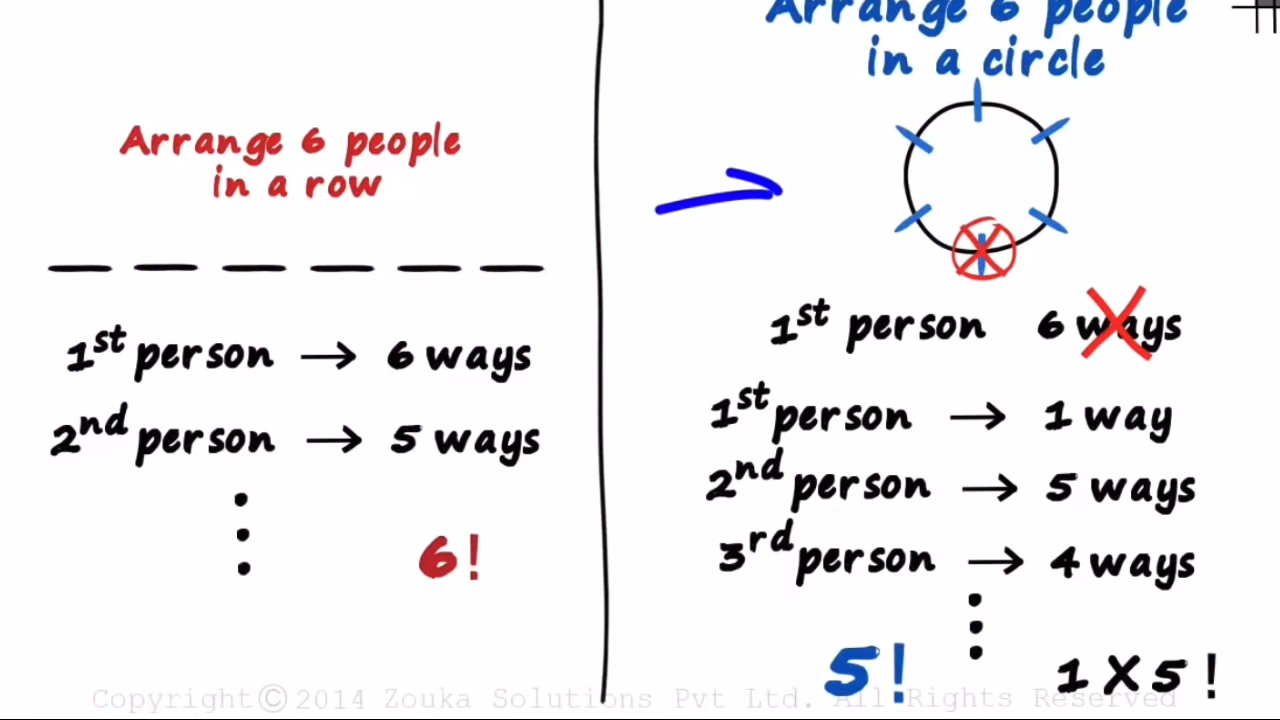 Arrange 6 people
in a row
1st person → 6 ways
2nd person → 5 ways
6!
Arrange 6 people
in a circle
1st person 6 ways
1st person → 1 way
2nd person → 5 ways
3rd person → 4 ways
5!
1 X 5 !
Copyright © 2014 Zouka Solutions Pvt Ltd. All Rights Reserved